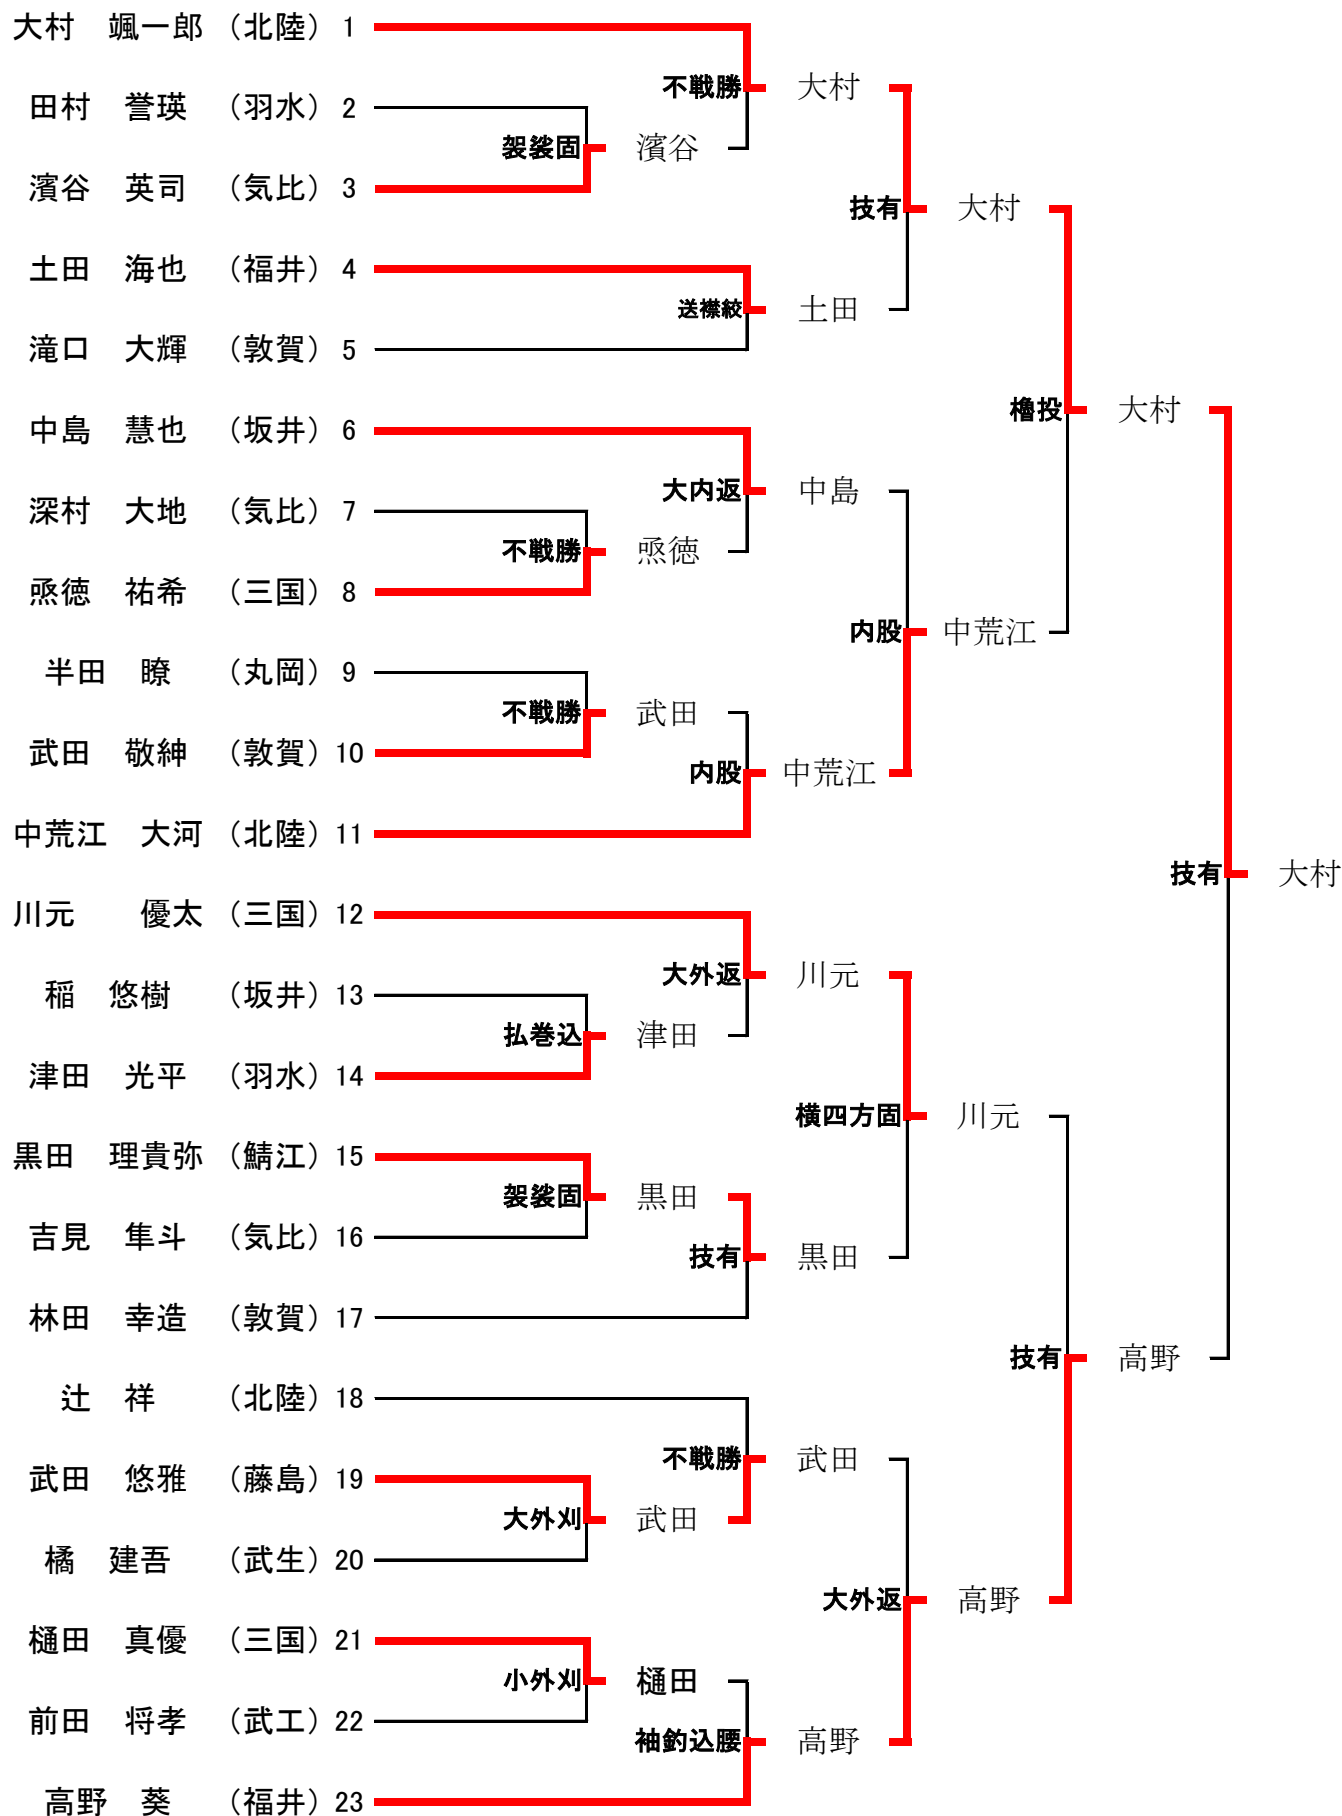 大村　颯一郎 （北陸） 1
不戦勝 大村
田村　誉瑛 （羽水） 2
袈裟固 濱谷
濱谷　英司 （気比） 3
技有 大村
土田　海也 （福井） 4
送襟絞 土田
滝口　大輝 （敦賀） 5
櫓投 大村
中島　慧也 （坂井） 6
大内返 中島
深村　大地 （気比） 7
不戦勝 烝徳
烝徳　祐希 （三国） 8
内股 中荒江
半田　瞭 （丸岡） 9
不戦勝 武田
武田　敬紳 （敦賀） 10
内股 中荒江
中荒江　大河 （北陸） 11
技有 大村
川元　　優太 （三国） 12
大外返 川元
稲　悠樹 （坂井） 13
払巻込 津田
津田　光平 （羽水） 14
横四方固 川元
黒田　理貴弥 （鯖江） 15
袈裟固 黒田
吉見　隼斗 （気比） 16
技有 黒田
林田　幸造 （敦賀） 17
技有 高野
辻　祥 （北陸） 18
不戦勝 武田
武田　悠雅 （藤島） 19
大外刈 武田
橘　建吾 （武生） 20
大外返 高野
樋田　真優 （三国） 21
小外刈 樋田
前田　将孝 （武工） 22
袖釣込腰 高野
高野　葵 （福井） 23